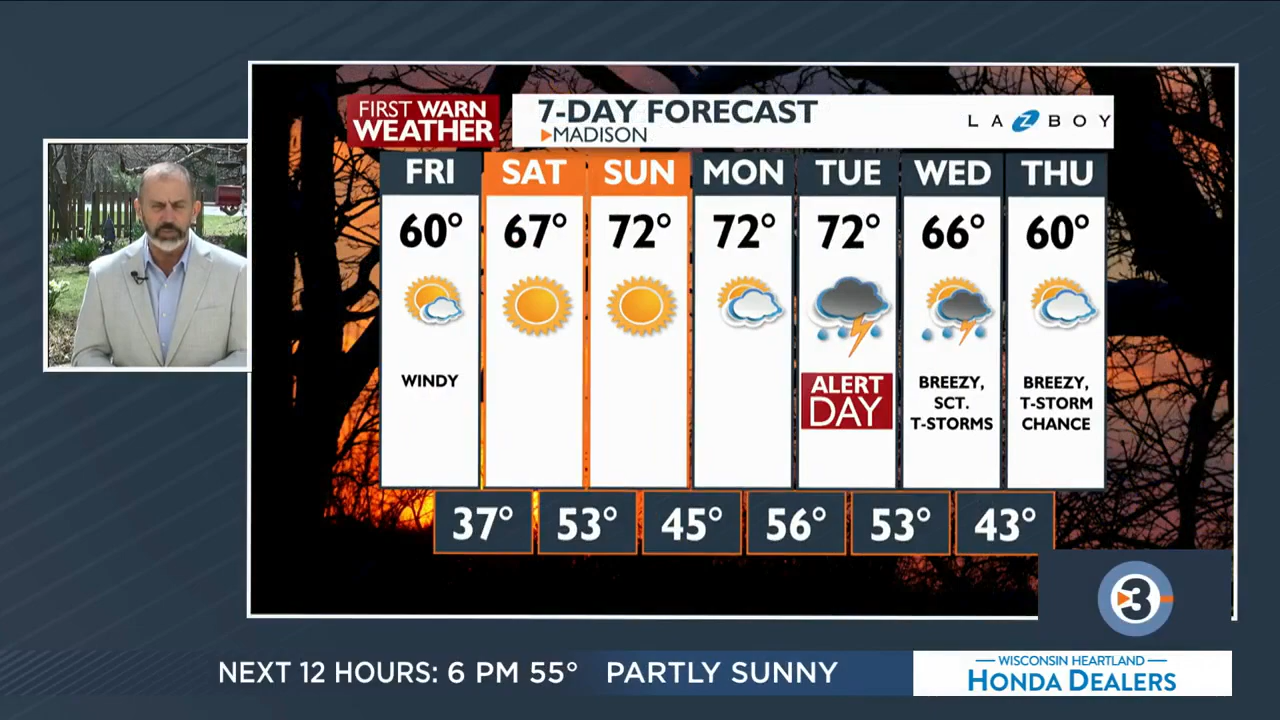 FIRST WARN
WEATHER
7-DAY FORECAST
MADISON
LA Z BOY
FRI SAT SUN MON TUE WED THU
60° 67° 72° 72° 72° 66° 60°
WINDY
ALERT
DAY
BREEZY,
SCT.
T-STORMS
BREEZY,
T-STORM
CHANCE
37° 53° 45° 56° 53° 43°
3
NEXT 12 HOURS: 6 PM 55° PARTLY SUNNY
WISCONSIN HEARTLAND
HONDA DEALERS